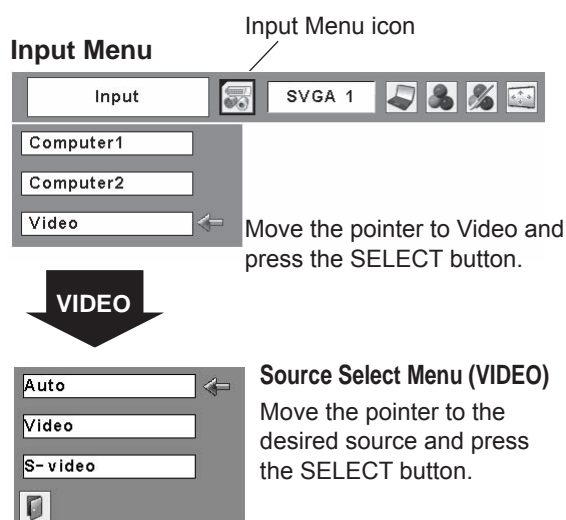 Input Menu icon
Input Menu
Input
SVGA 1
Computer1
Computer2
Video
Move the pointer to Video and
press the SELECT button.
VIDEO
Auto
Video
S-video
Source Select Menu (VIDEO)
Move the pointer to the
desired source and press
the SELECT button.